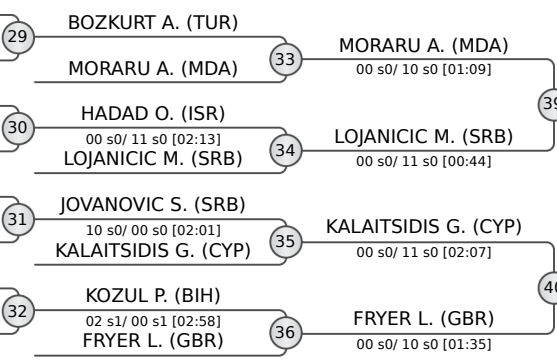 BOZKURT A. (TUR)
29
MORARU A. (MDA)
33
MORARU A. (MDA)
00 s0/ 10 s0 [01:09]
39
HADAD O. (ISR)
30
00 s0/ 11 s0 [02:13]
LOJANICIC M. (SRB)
34
LOJANICIC M. (SRB)
00 s0/ 11 s0 [00:44]
JOVANOVIC S. (SRB)
31
10 s0/ 00 s0 [02:01]
KALAITSIDIS G. (CYP)
35
KALAITSIDIS G. (CYP)
00 s0/ 11 s0 [02:07]
40
KOZUL P. (BIH)
32
02 s1/ 00 s1 [02:58]
FRYER L. (GBR)
36
FRYER L. (GBR)
00 s0/ 10 s0 [01:35]